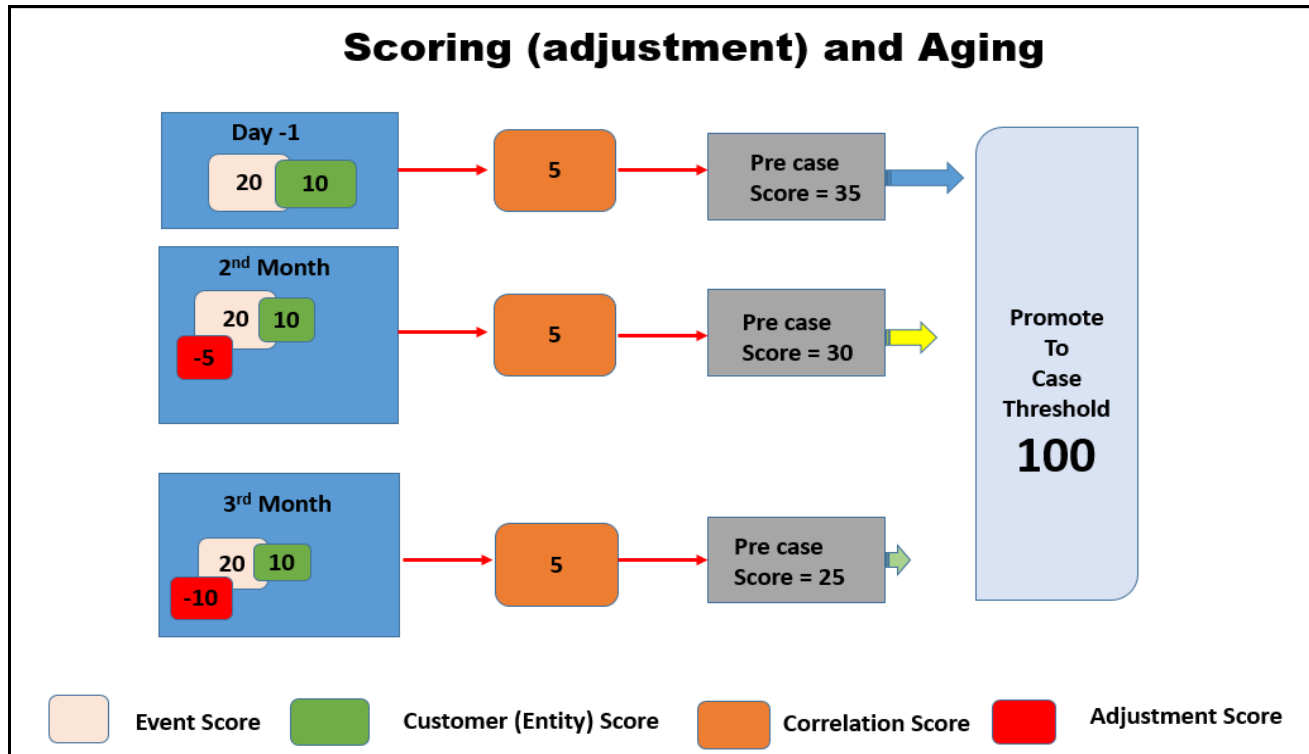 Scoring (adjustment) and Aging
Day -1
20
10
5
Pre case
Score = 35
2nd Month
20
10
-5
5
Pre case
Score = 30
3rd Month
20
10
-10
5
Pre case
Score = 25
Promote
To
Case
Threshold
100
Event Score
Customer (Entity) Score
Correlation Score
Adjustment Score